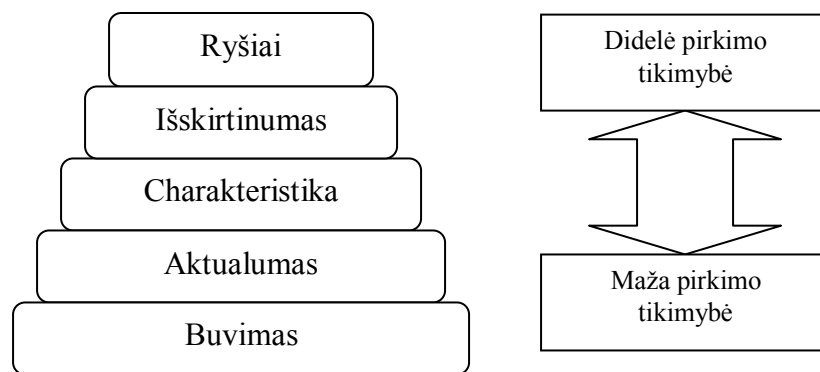 Ryšiai
Išskirtinumas
Charakteristika
Aktualumas
Buvimas
Didelė pirkimo
tikimybė
Maža pirkimo
tikimybė